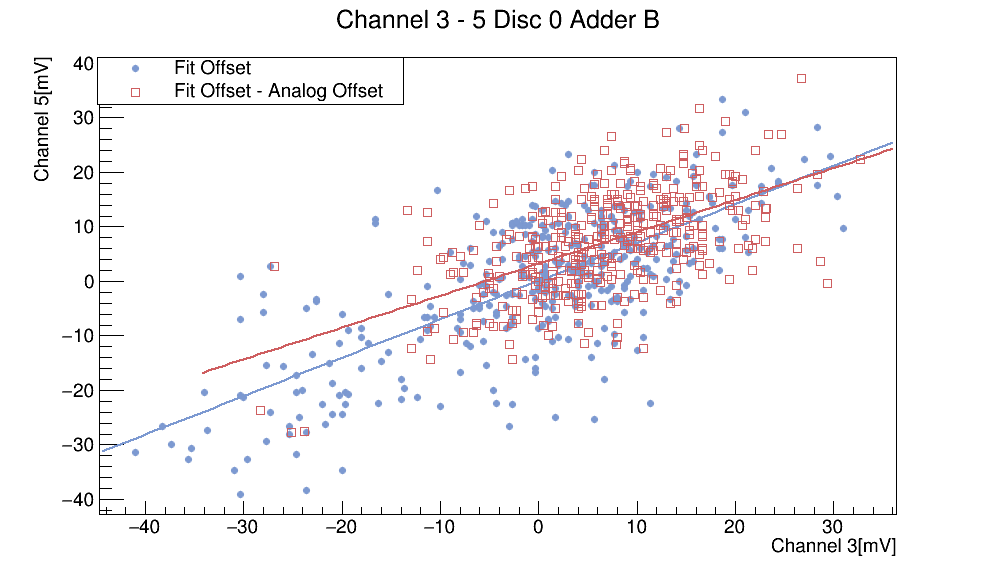 Channel 3 - 5 Disc 0 Adder B
Channel 5[mV]
Fit Offset
Fit Offset - Analog Offset
40
30
20
10
0
−10
−20
−30
−40
−40 −30 −20 −10 0 10 20 30
Channel 3[mV]